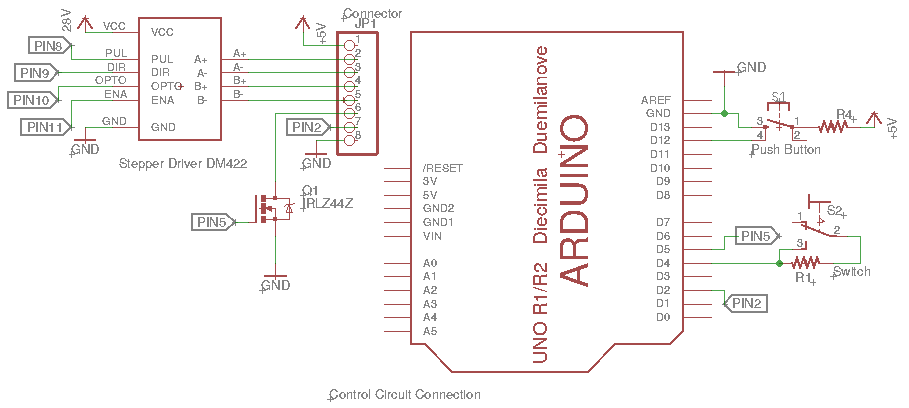 28V
VCC
VCC
PIN8
PUL
PUL
A+
A+
PIN9
DIR
DIR
A-
A-
PIN10
OPTO
OPTO
B+
B+
ENA
ENA
B-
B-
PIN11
GND
GND
GND
Stepper Driver DM422
Connector
JP1
+5V
1
2
3
4
5
6
7
8
PIN2
GND
Q1
IRLZ44Z
PIN5
GND
/RESET
3V
5V
GND2
GND1
VIN
A0
A1
A2
A3
A4
A5
UNO R1/R2 Diecimila Duemilanove
ARDUINO
AREF
GND
D13
D12
D11
D10
D9
D8
D7
D6
D5
D4
D3
D2
D1
D0
GND
S1
3
1
4
2
Push Button
R4
+5V
PIN5
S2
1
2
3
R1
Switch
PIN2
Control Circuit Connection